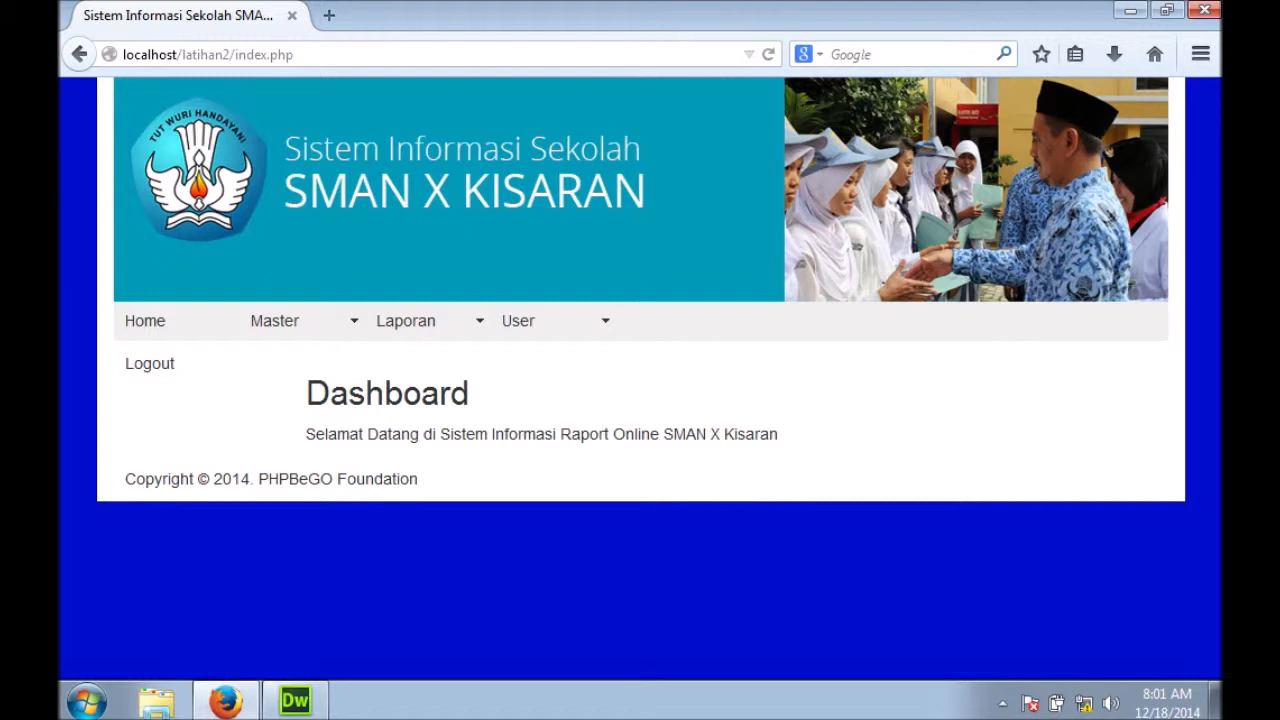 Sistem Informasi Sekolah SMA...
localhost/latihan2/index.php
Google
TUT WURI HANDAYANI
Sistem Informasi Sekolah
SMAN X KISARAN
Home Master Laporan User
Logout
Dashboard
Selamat Datang di Sistem Informasi Raport Online SMAN X Kisaran
Copyright © 2014. PHPBeGO Foundation
Dw
8:01 AM
12/18/2014